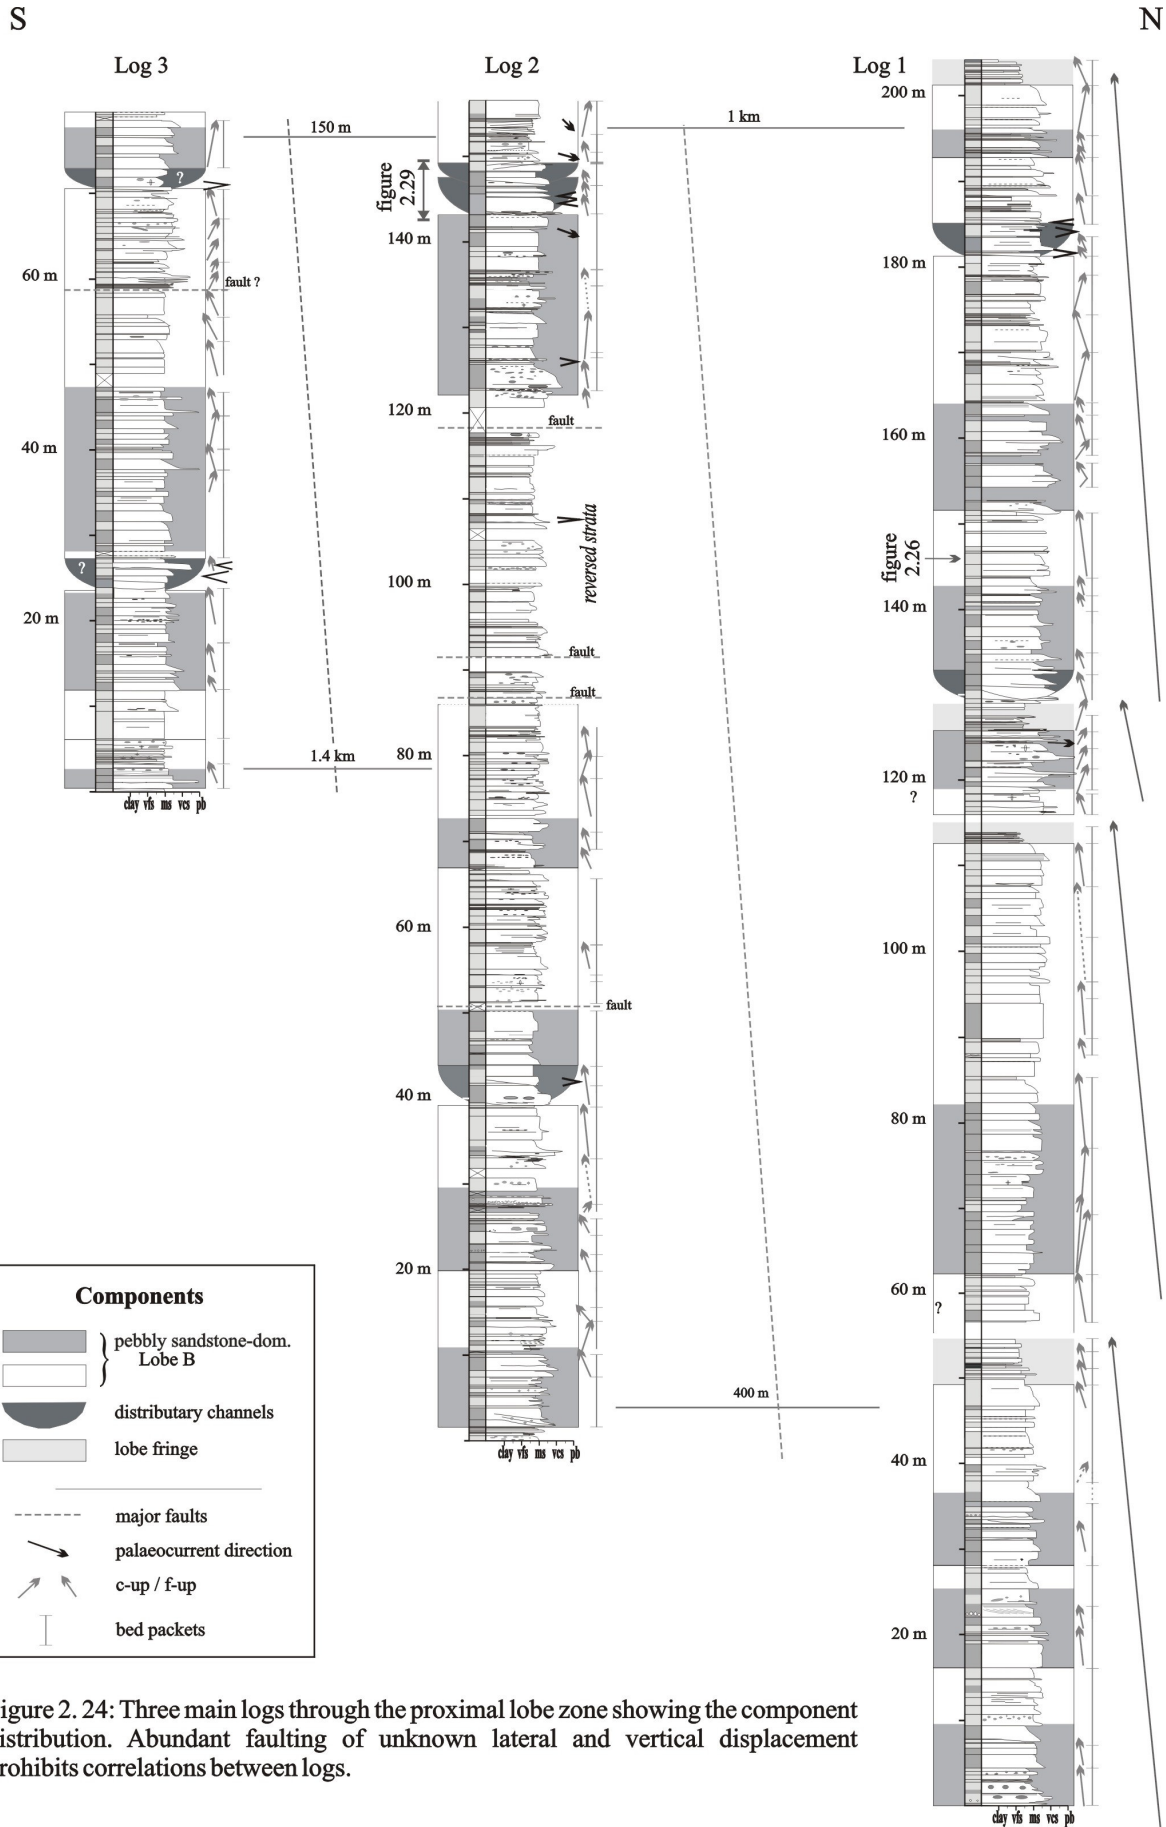 S
N
Log 3
Log 2
Log 1
150 m
1 km
200 m
figure
2.29
?
140 m
180 m
60 m
fault ?
120 m
fault
160 m
40 m
reversed strata
figure
2.26
?
100 m
140 m
20 m
fault
fault
80 m
120 m
?
1.4 km
clay vfs ms vcs pb
60 m
100 m
fault
40 m
80 m
20 m
60 m
?
400 m
clay vfs ms vcs pb
40 m
20 m
clay vfs ms vcs pb
Components
pebbly sandstone-dom.
Lobe B
distributary channels
lobe fringe
major faults
palaeocurrent direction
c-up / f-up
bed packets
igure 2. 24: Three main logs through the proximal lobe zone showing the component
istribution. Abundant faulting of unknown lateral and vertical displacement
rohibits correlations between logs.